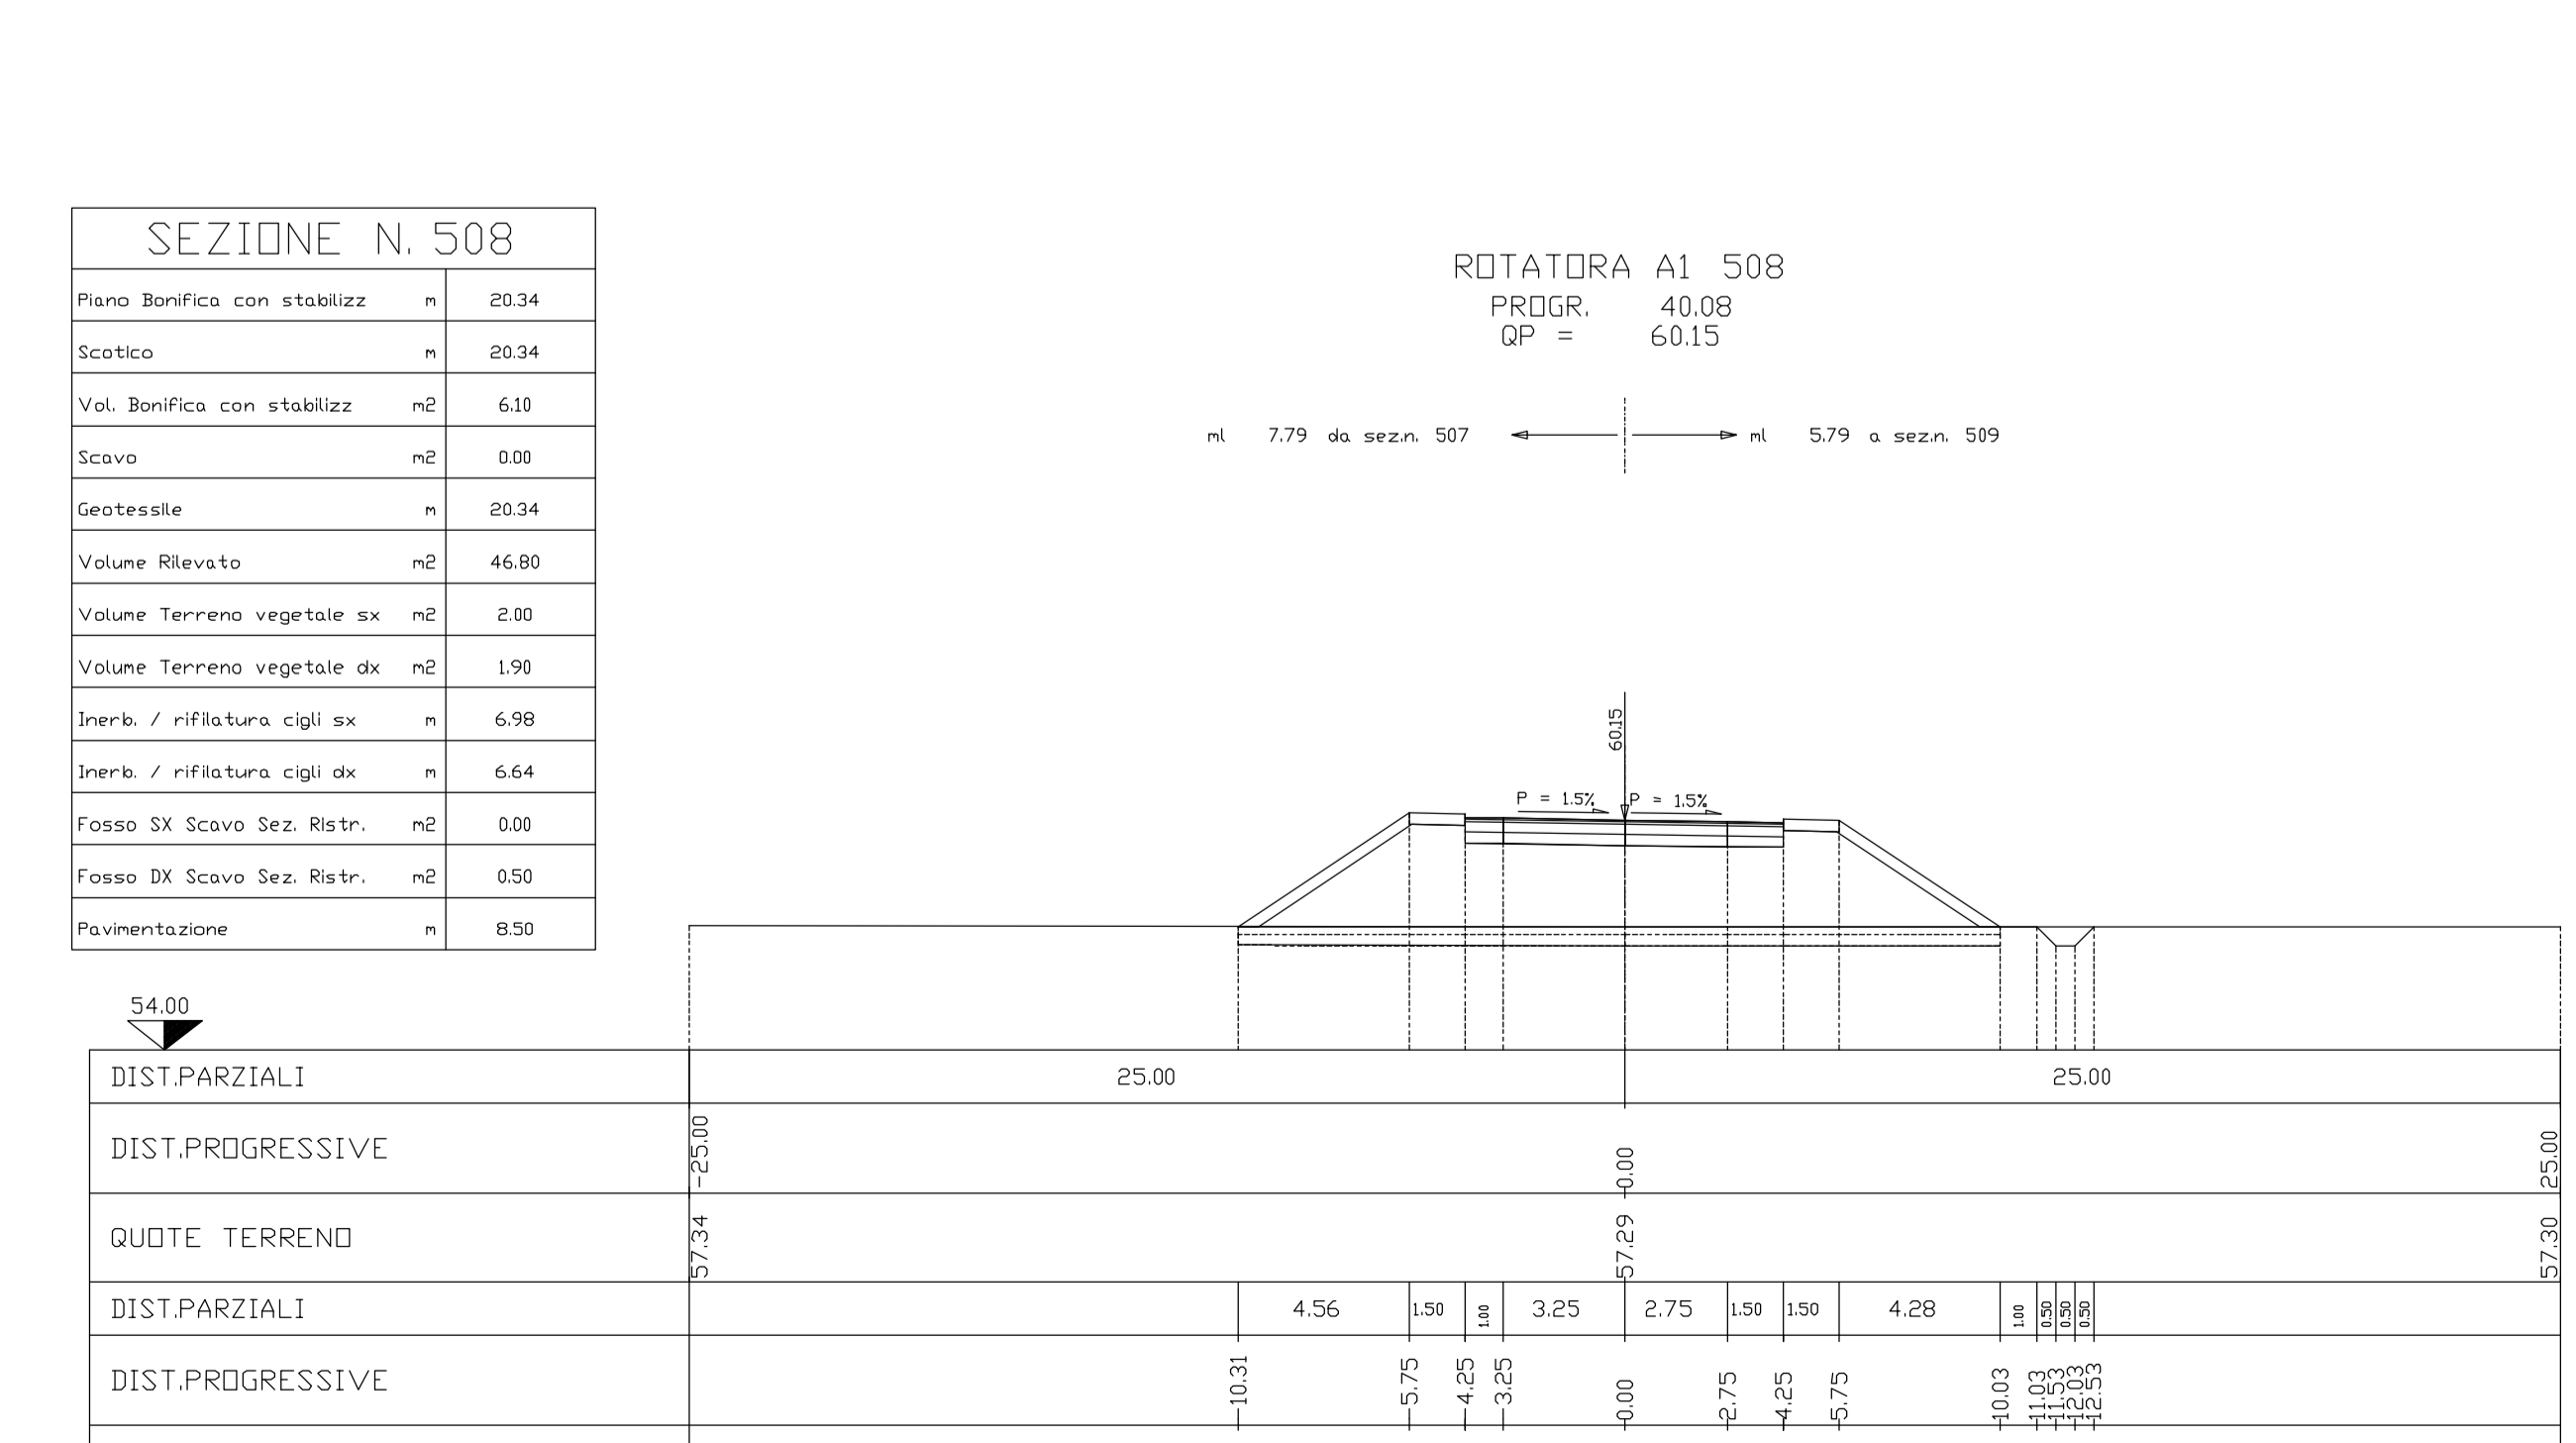 SEZIONE N. 508
Piano Bonifica con stabilizz m 20.34
Scotico m 20.34
Vol. Bonifica con stabilizz m2 6.10
Scavo m2 0.00
Geotessile m 20.34
Volume Rilevato m2 46.80
Volume Terreno vegetale sx m2 2.00
Volume Terreno vegetale dx m2 1.90
Inerb. / rifilatura cigli sx m 6.98
Inerb. / rifilatura cigli dx m 6.64
Fosso SX Scavo Sez. Ristr. m2 0.00
Fosso DX Scavo Sez. Ristr. m2 0.50
Pavimentazione m 8.50
ROTATORA A1 508
PROGR. 40.08
QP = 60.15
ml 7.79 da sez.n. 507 ml 5.79 a sez.n. 509
60.15
P = 1.5% P = 1.5%
54.00
DIST.PARZIALI 25.00 25.00
DIST.PROGRESSIVE -25.00 0.00 25.00
QUOTE TERRENO 57.34 57.29 57.30
DIST.PARZIALI 4.56 1.50 1.00 3.25 2.75 1.50 1.50 4.28 1.00 0.50 0.50 0.50
DIST.PROGRESSIVE -10.31 -5.75 -4.25 -3.25 0.00 2.75 4.25 5.75 10.03 11.03 11.53 12.03 12.53